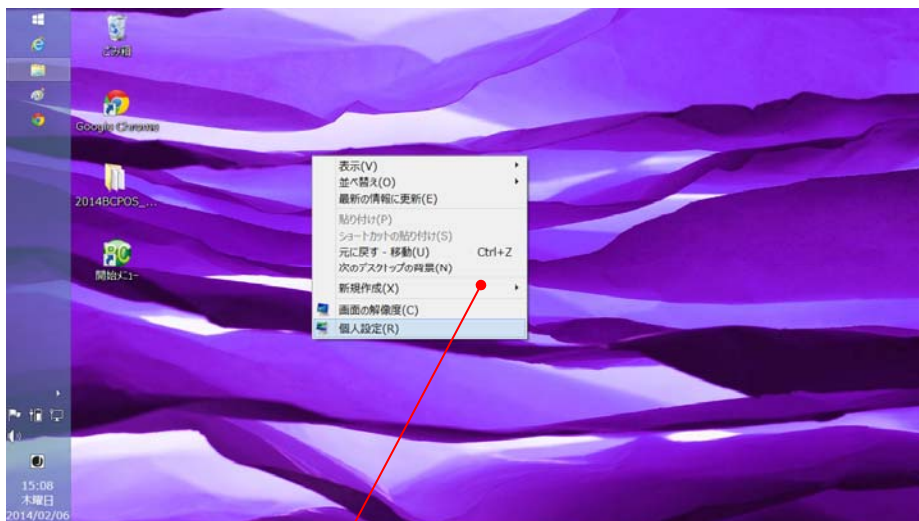 ごみ箱
Google Chrome
2014BCPOS_...
開始メニュー
表示(V)
並べ替え(O)
最新の情報に更新(E)
貼り付け(P)
ショートカットの貼り付け(S)
元に戻す - 移動(U) Ctrl+Z
次のデスクトップの背景(N)
新規作成(X)
画面の解像度(C)
個人設定(R)
15:08
木曜日
2014/02/06